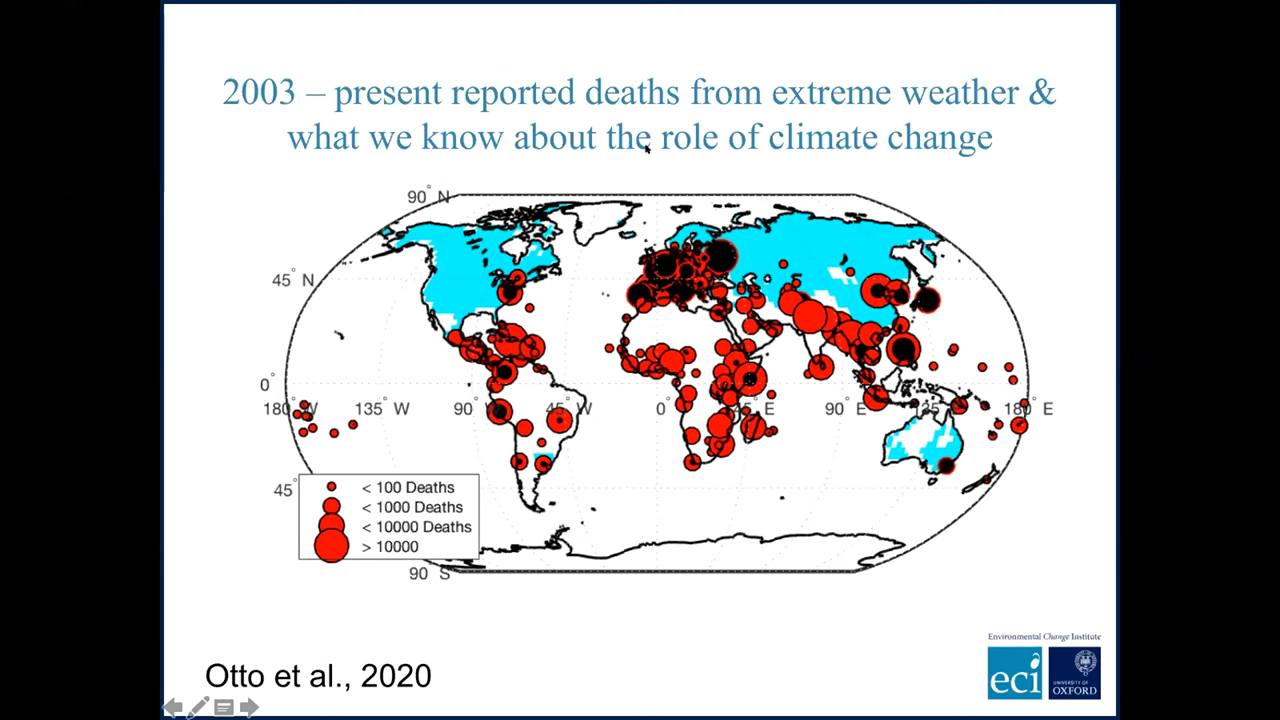 2003 – present reported deaths from extreme weather &
what we know about the role of climate change
90° N
45° N
0°
180° W 135° W 90° W 45° W 0° 45° E 90° E 135° E 180° E
45°
90° S
< 100 Deaths
< 1000 Deaths
< 10000 Deaths
> 10000
Environmental Change Institute
eci
UNIVERSITY OF
OXFORD
Otto et al., 2020